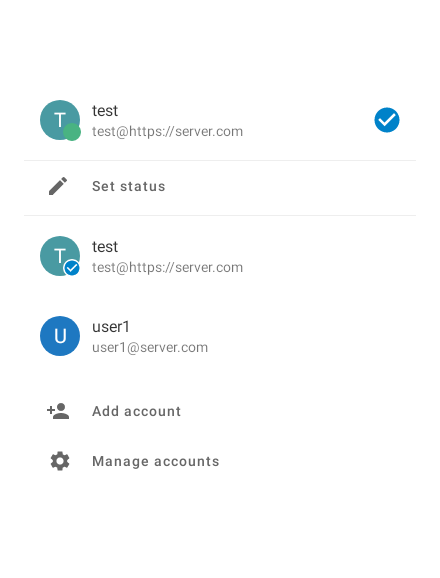 T
test
test@https://server.com
Set status
T
test
test@https://server.com
U
user1
user1@server.com
Add account
Manage accounts